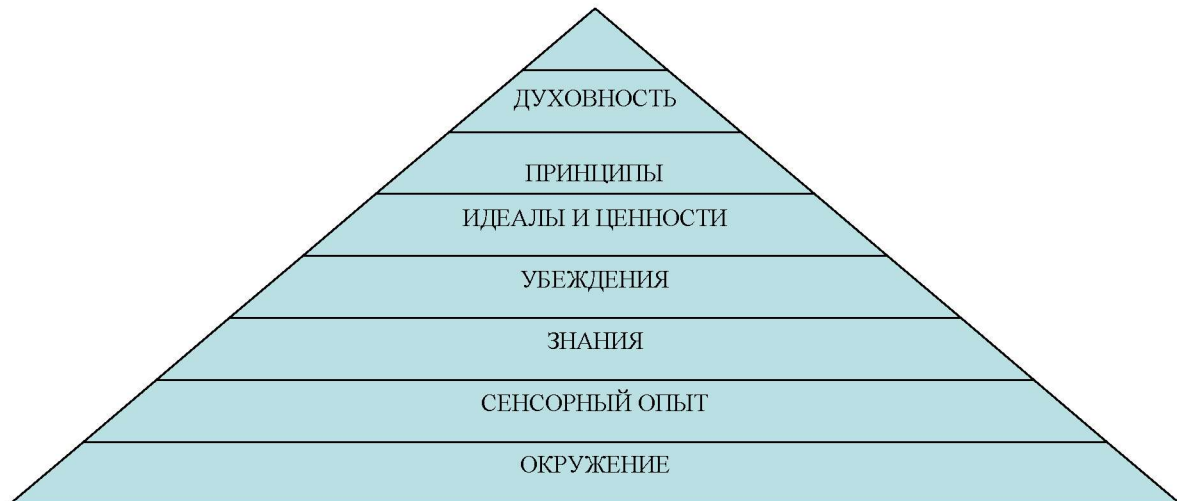 ДУХОВНОСТЬ
ПРИНЦИПЫ
ИДЕАЛЫ И ЦЕННОСТИ
УБЕЖДЕНИЯ
ЗНАНИЯ
СЕНСОРНЫЙ ОПЫТ
ОКРУЖЕНИЕ